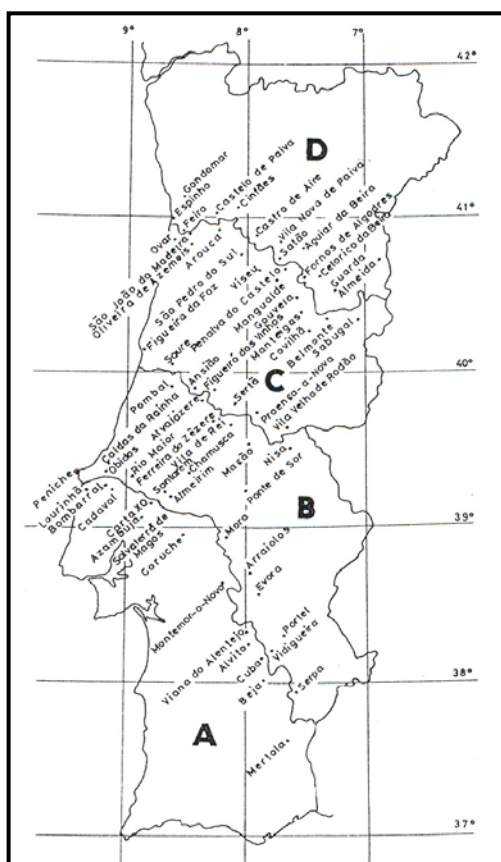 9°
8°
7°
42°
D
Gondomar
Espinho
Castelo de Paiva
Cinfães
41°
Ovar
Feira
São João da Madeira
Oliveira de Azemeis
Arouca
Castro de Aire
Vila Nova de Paiva
Satão
Aguiar da Beira
Fornos de Algodres
Celorico da Beira
Guarda
Almeida
São Pedro do Sul
Figueira da Foz
Viseu
Soure
Penalva do Castelo
Mangualde
Gouveia
Ansião
Figueiró dos Vinhos
Manteigas
Covilhã
Belmonte
Sabugal
40°
C
Pombal
Sertã
Proença-a-Nova
Vila Velha de Rodão
Caldas da Rainha
Obidos
Alvaiázere
Rio Maior
Ferreira do Zêzere
Vila de Rei
Santarém
Chamusca
Almeirim
Mação
Nisa
Ponte de Sor
Peniche
Lourinhã
Bombarral
Cadaval
Cartaxo
Azambuja
Salvaterra de
Magos
Coruche
B
39°
Mora
Arraiolos
Evora
Montemor-o-Novo
Portel
Vidigueira
Viana do Alentejo
Alvito
Cuba
Beja
Serpa
38°
A
Mertola
37°